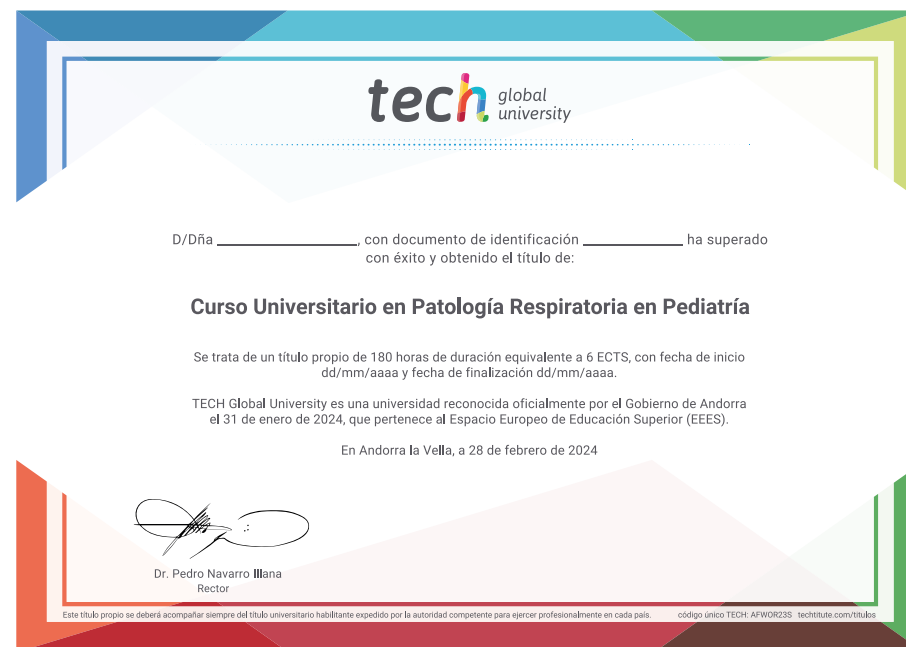 tech global university
D/Dña ____________________, con documento de identificación ______________ ha superado
con éxito y obtenido el título de:
Curso Universitario en Patología Respiratoria en Pediatría
Se trata de un título propio de 180 horas de duración equivalente a 6 ECTS, con fecha de inicio
dd/mm/aaaa y fecha de finalización dd/mm/aaaa.
TECH Global University es una universidad reconocida oficialmente por el Gobierno de Andorra
el 31 de enero de 2024, que pertenece al Espacio Europeo de Educación Superior (EEES).
En Andorra la Vella, a 28 de febrero de 2024
Dr. Pedro Navarro Illana
Rector
Este título propio se deberá acompañar siempre del título universitario habilitante expedido por la autoridad competente para ejercer profesionalmente en cada país. código único TECH: AFWOR23S techtitute.com/titulos